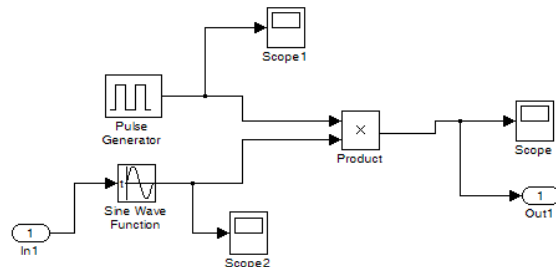 Scope1
Pulse
Generator
×
Product
Scope
t
Sine Wave
Function
1
Out1
1
In1
Scope2